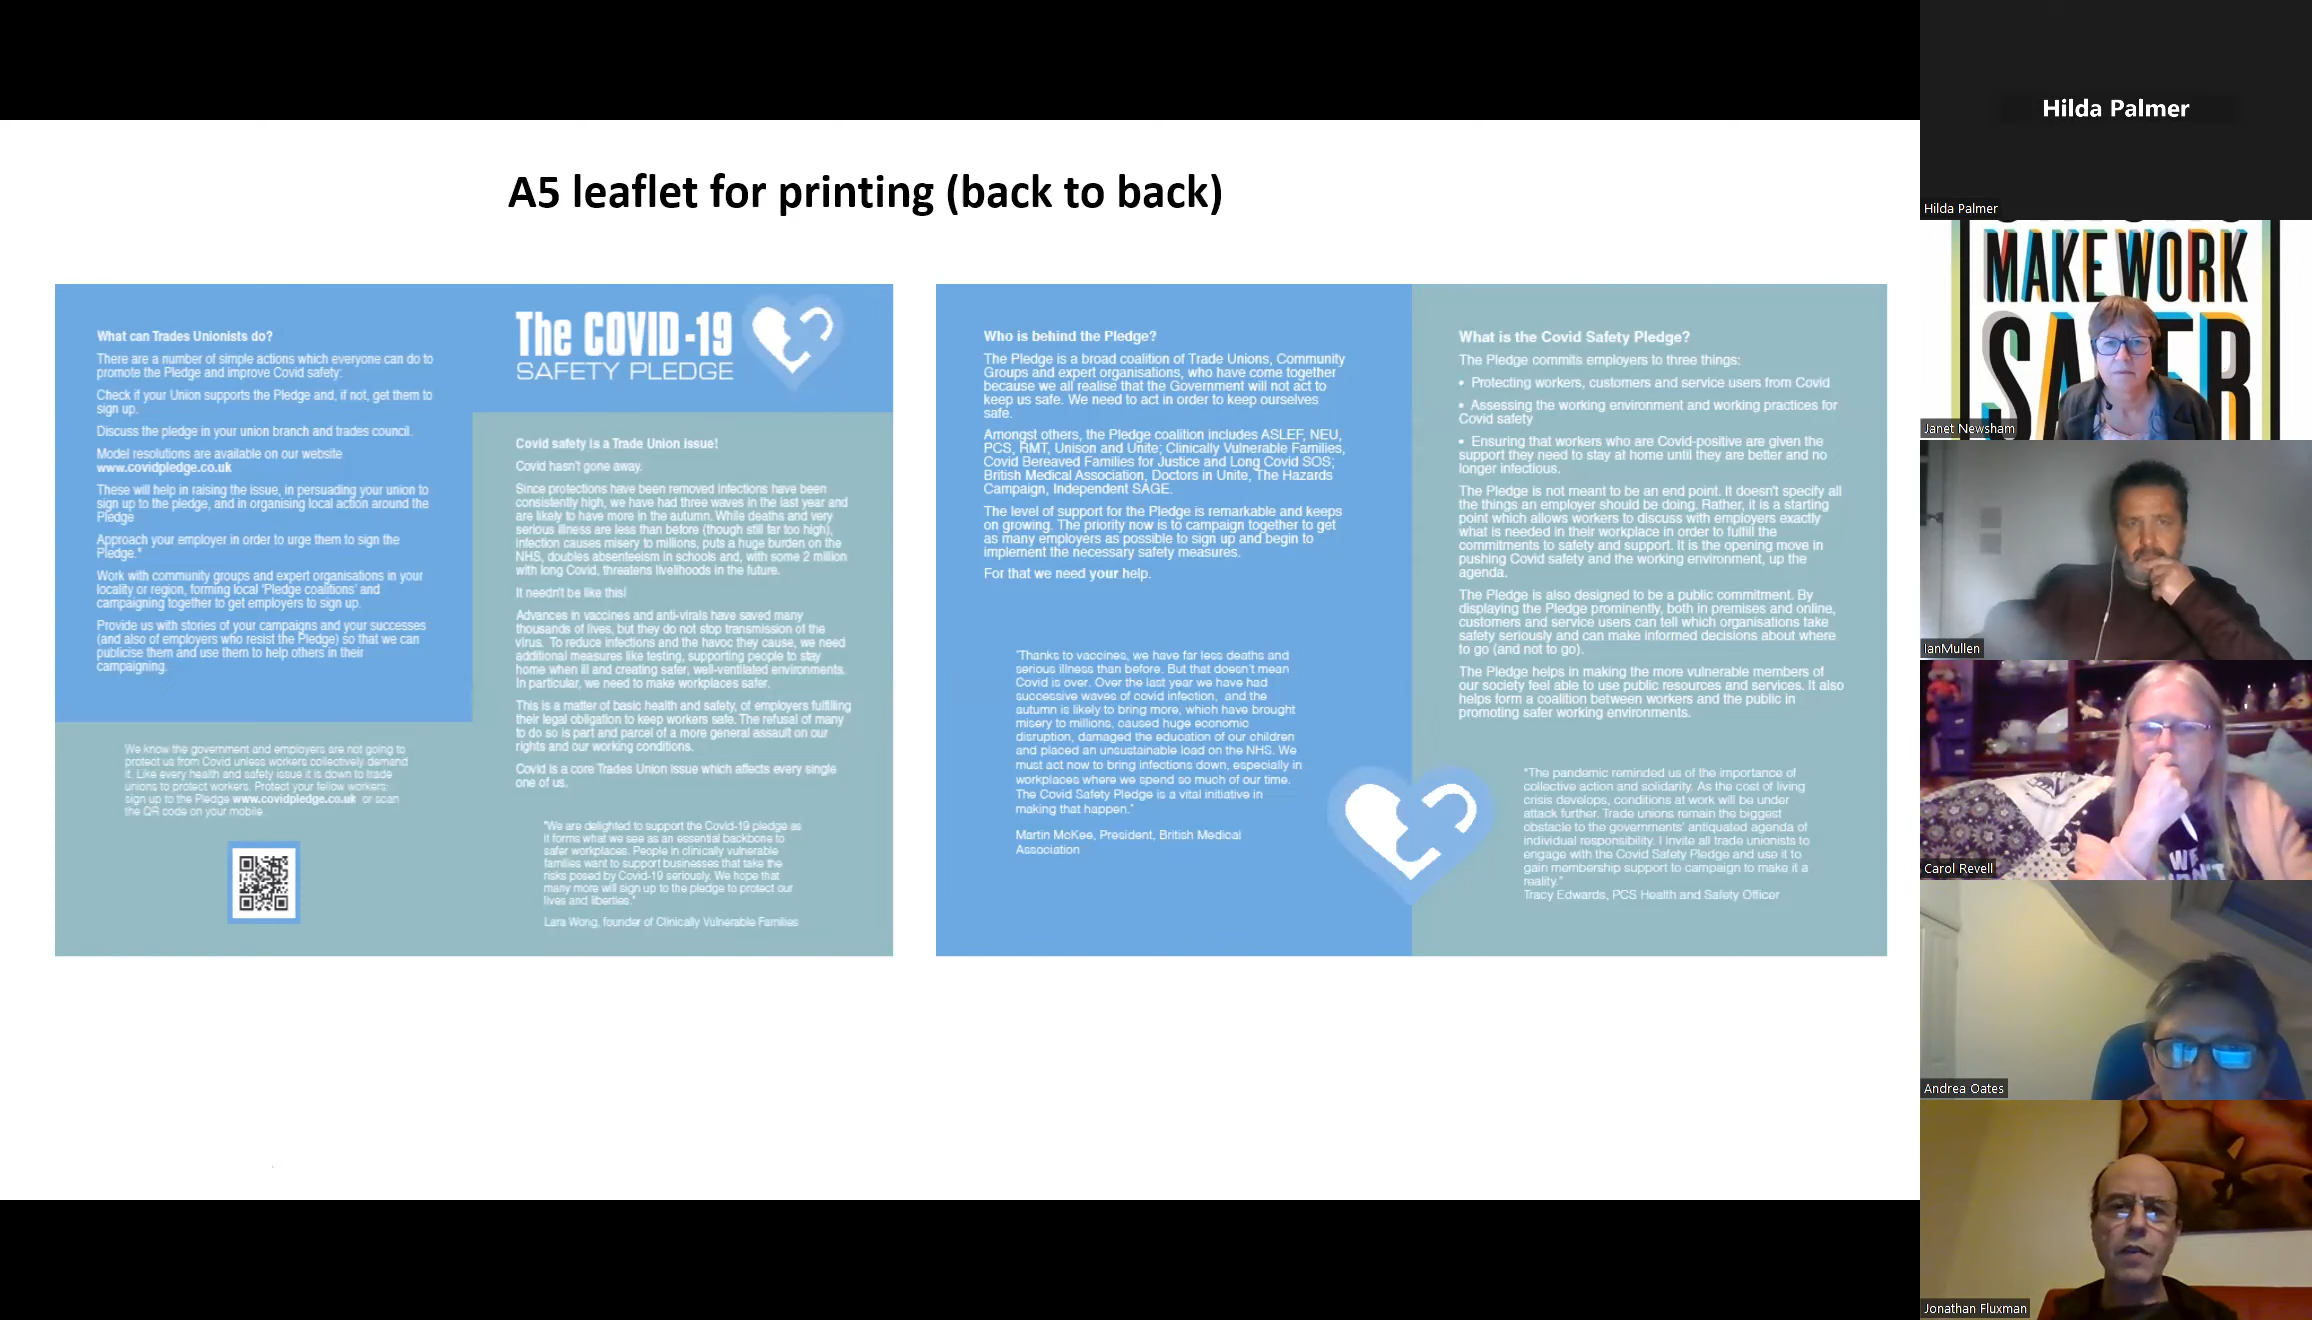 A5 leaflet for printing (back to back)
What can Trades Unionists do?
There are a number of simple actions which everyone can do to
promote the Pledge and improve Covid safety:
Check if your Union supports the Pledge and, if not, get them to
sign up.
Discuss the pledge in your union branch and trades council.
Model resolutions are available on our website
www.covidpledge.co.uk
These will help in raising the issue, in persuading your union to
sign up to the pledge, and in organising local action around the
Pledge
Approach your employer in order to urge them to sign the
Pledge."
Work with community groups and expert organisations in your
locality or region, forming local 'Pledge coalitions' and
campaigning together to get employers to sign up.
Provide us with stories of your campaigns and your successes
(and also of employers who resist the Pledge) so that we can
publicise them and use them to help others in their
campaigning.
We know the government and employers are not going to
protect us from Covid unless workers collectively demand
it. Like every health and safety issue it is down to trade
unions to protect workers. Protect your fellow workers:
sign up to the Pledge www.covidpledge.co.uk or scan
the QR code on your mobile.
The COVID-19
SAFETY PLEDGE
Covid safety is a Trade Union issue!
Covid hasn't gone away.
Since protections have been removed infections have been
consistently high, we have had three waves in the last year and
are likely to have more in the autumn. While deaths and very
serious illness are less than before (though still far too high),
infection causes misery to millions, puts a huge burden on the
NHS, doubles absenteeism in schools and, with some 2 million
with long Covid, threatens livelihoods in the future.
It needn't be like this!
Advances in vaccines and anti-virals have saved many
thousands of lives, but they do not stop transmission of the
virus. To reduce infections and the havoc they cause, we need
additional measures like testing, supporting people to stay
home when ill and creating safer, well-ventilated environments.
In particular, we need to make workplaces safer.
This is a matter of basic health and safety, of employers fulfilling
their legal obligation to keep workers safe. The refusal of many
to do so is part and parcel of a more general assault on our
rights and our working conditions.
Covid is a core Trades Union issue which affects every single
one of us.
"We are delighted to support the Covid-19 pledge as
it forms what we see as an essential backbone to
safer workplaces. People in clinically vulnerable
families want to support businesses that take the
risks posed by Covid-19 seriously. We hope that
many more will sign up to the pledge to protect our
lives and liberties."
Lara Wong, founder of Clinically Vulnerable Families
Who is behind the Pledge?
The Pledge is a broad coalition of Trade Unions, Community
Groups and expert organisations, who have come together
because we all realise that the Government will not act to
keep us safe. We need to act in order to keep ourselves
safe.
Amongst others, the Pledge coalition includes ASLEF, NEU,
PCS, RMT, Unison and Unite; Clinically Vulnerable Families,
Covid Bereaved Families for Justice and Long Covid SOS;
British Medical Association, Doctors in Unite, The Hazards
Campaign, Independent SAGE.
The level of support for the Pledge is remarkable and keeps
on growing. The priority now is to campaign together to get
as many employers as possible to sign up and begin to
implement the necessary safety measures.
For that we need your help.
"Thanks to vaccines, we have far less deaths and
serious illness than before. But that doesn't mean
Covid is over. Over the last year we have had
successive waves of covid infection, and the
autumn is likely to bring more, which have brought
misery to millions, caused huge economic
disruption, damaged the education of our children
and placed an unsustainable load on the NHS. We
must act now to bring infections down, especially in
workplaces where we spend so much of our time.
The Covid Safety Pledge is a vital initiative in
making that happen."
Martin McKee, President, British Medical
Association
What is the Covid Safety Pledge?
The Pledge commits employers to three things:
• Protecting workers, customers and service users from Covid
• Assessing the working environment and working practices for
Covid safety
• Ensuring that workers who are Covid-positive are given the
support they need to stay at home until they are better and no
longer infectious.
The Pledge is not meant to be an end point. It doesn't specify all
the things an employer should be doing. Rather, it is a starting
point which allows workers to discuss with employers exactly
what is needed in their workplace in order to fulfill the
commitments to safety and support. It is the opening move in
pushing Covid safety and the working environment, up the
agenda.
The Pledge is also designed to be a public commitment. By
displaying the Pledge prominently, both in premises and online,
customers and service users can tell which organisations take
safety seriously and can make informed decisions about where
to go (and not to go).
The Pledge helps in making the more vulnerable members of
our society feel able to use public resources and services. It also
helps form a coalition between workers and the public in
promoting safer working environments.
"The pandemic reminded us of the importance of
collective action and solidarity. As the cost of living
crisis develops, conditions at work will be under
attack further. Trade unions remain the biggest
obstacle to the governments' antiquated agenda of
individual responsibility. I invite all trade unionists to
engage with the Covid Safety Pledge and use it to
gain membership support to campaign to make it a
reality."
Tracy Edwards, PCS Health and Safety Officer
Hilda Palmer
Hilda Palmer
MAKE WORK
Janet Newsham
IanMullen
WE
Carol Revell
Andrea Oates
Jonathan Fluxman